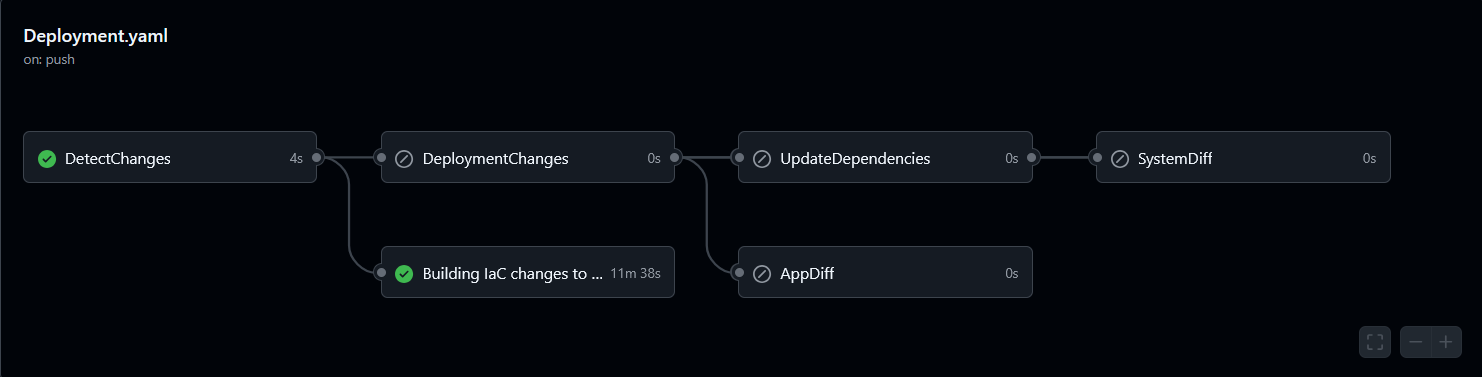 Deployment.yaml
on: push
DetectChanges 4s
DeploymentChanges 0s
UpdateDependencies 0s
SystemDiff 0s
Building IaC changes to ... 11m 38s
AppDiff 0s